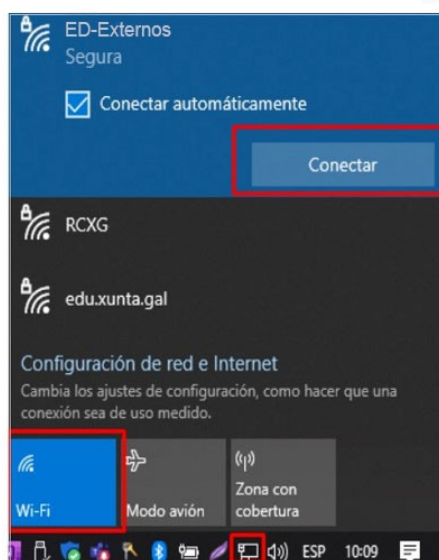 ED-Externos
Segura
Conectar automáticamente
Conectar
RCXG
edu.xunta.gal
Configuración de red e Internet
Cambia los ajustes de configuración, como hacer que una
conexión sea de uso medido.
Wi-Fi
Modo avión
Zona con
cobertura
ESP 10:09